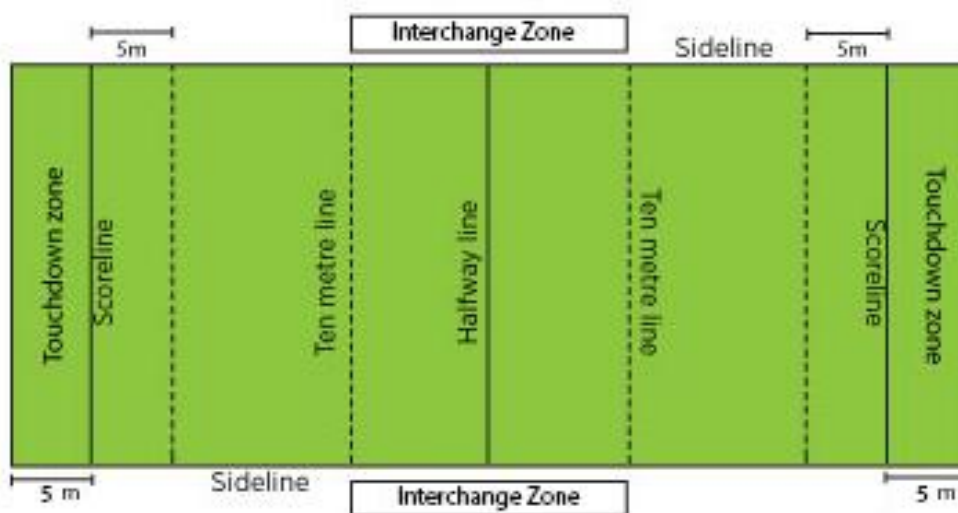 Interchange Zone
5m
Sideline
5m
Touchdown zone
Scoreline
Ten metre line
Halfway line
Ten metre line
Scoreline
Touchdown zone
5 m
Sideline
Interchange Zone
5 m